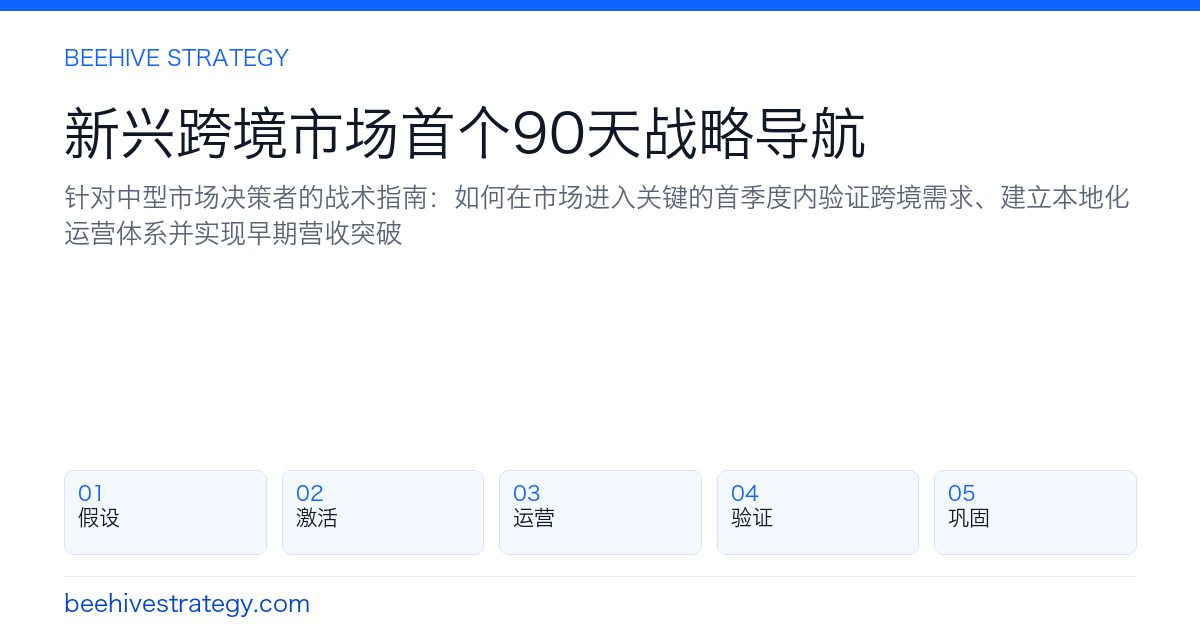 BEEHIVE STRATEGY
新兴跨境市场首个90天战略导航
针对中型市场决策者的战术指南：如何在市场进入关键的首季度内验证跨境需求、建立本地化
运营体系并实现早期营收突破
01
假设
02
激活
03
运营
04
验证
05
巩固
beehivestrategy.com